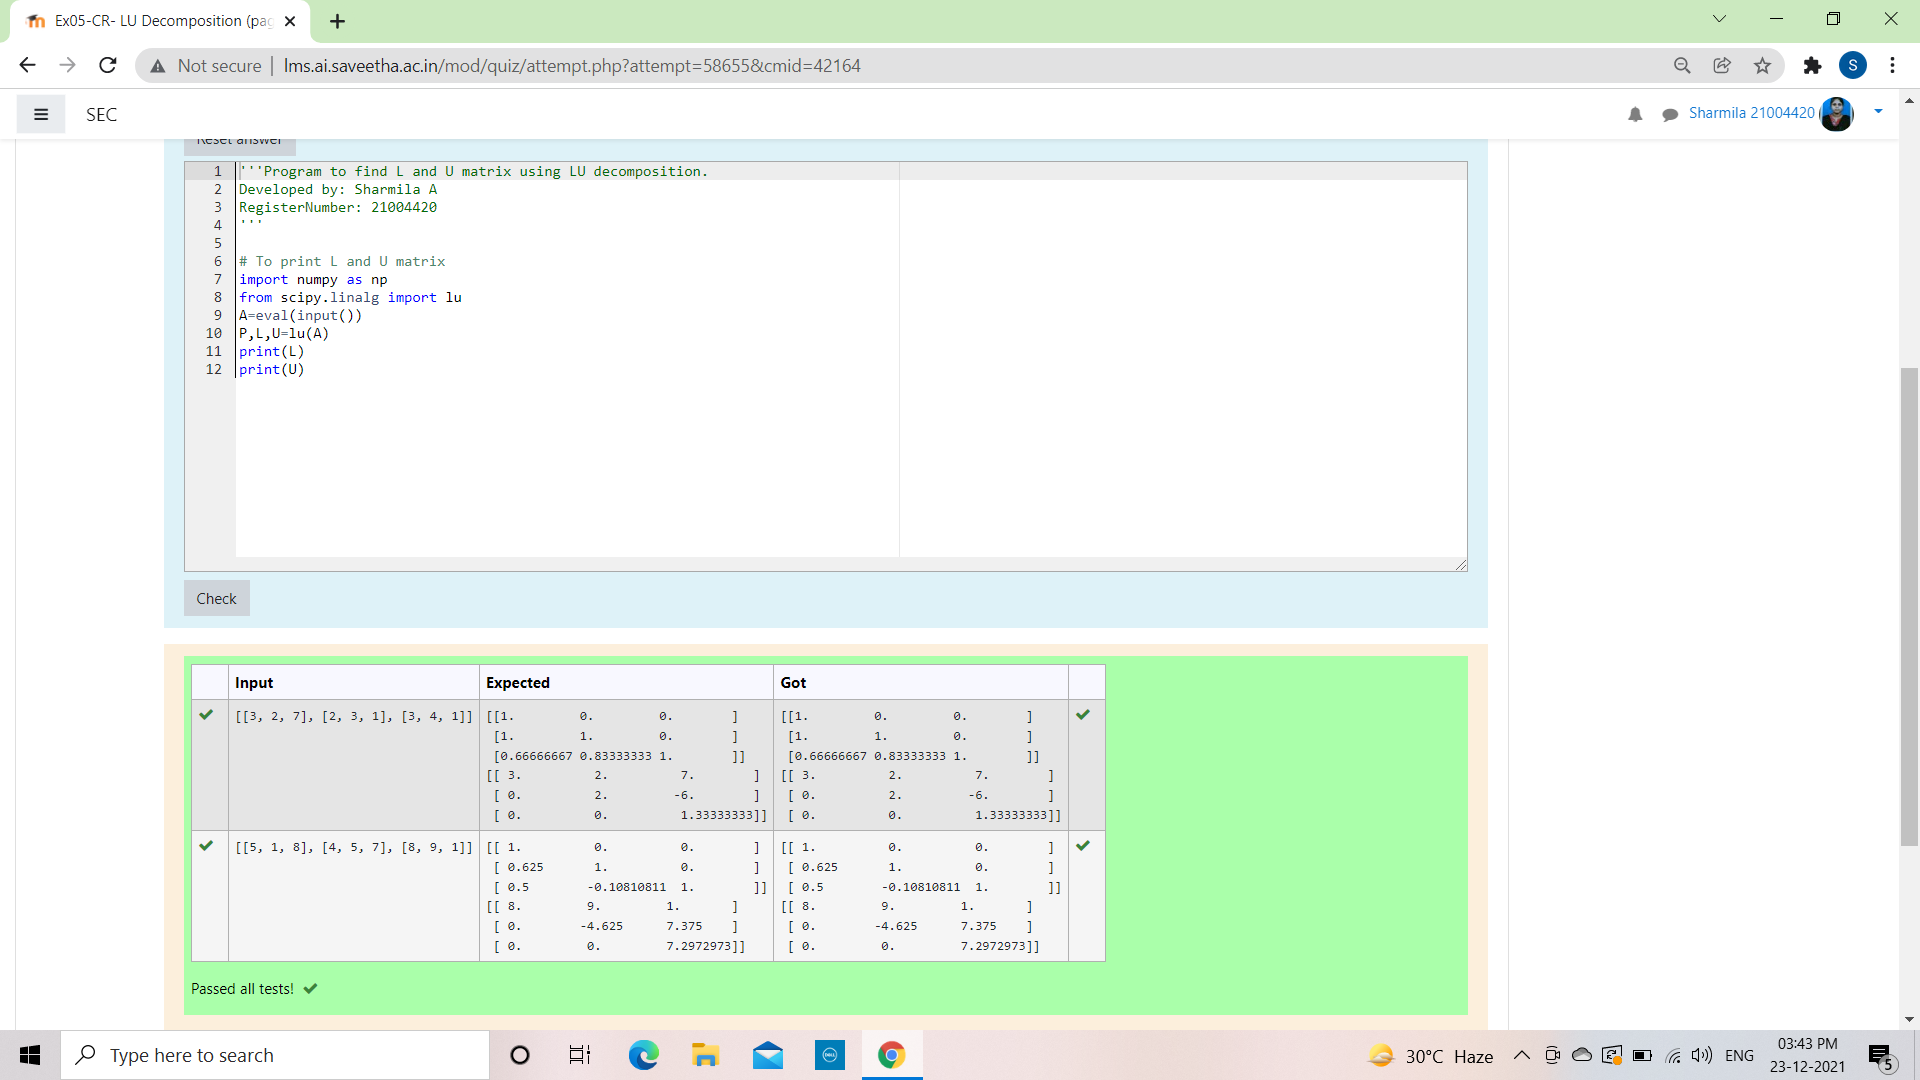 Ex05-CR- LU Decomposition (pag
Not secure | lms.ai.saveetha.ac.in/mod/quiz/attempt.php?attempt=58655&cmid=42164
S
SEC
Sharmila 21004420
Reset answer
1 '''Program to find L and U matrix using LU decomposition.
2 Developed by: Sharmila A
3 RegisterNumber: 21004420
4 '''
5
6 # To print L and U matrix
7 import numpy as np
8 from scipy.linalg import lu
9 A=eval(input())
10 P,L,U=lu(A)
11 print(L)
12 print(U)
Check
Input Expected Got
[[3, 2, 7], [2, 3, 1], [3, 4, 1]] [[1. 0. 0. ] [[1. 0. 0. ]
[1. 1. 0. ] [1. 1. 0. ]
[0.66666667 0.83333333 1. ]] [0.66666667 0.83333333 1. ]]
[[ 3. 2. 7. ] [[ 3. 2. 7. ]
[ 0. 2. -6. ] [ 0. 2. -6. ]
[ 0. 0. 1.33333333]] [ 0. 0. 1.33333333]]
[[5, 1, 8], [4, 5, 7], [8, 9, 1]] [[ 1. 0. 0. ] [[ 1. 0. 0. ]
[ 0.625 1. 0. ] [ 0.625 1. 0. ]
[ 0.5 -0.10810811 1. ]] [ 0.5 -0.10810811 1. ]]
[[ 8. 9. 1. ] [[ 8. 9. 1. ]
[ 0. -4.625 7.375 ] [ 0. -4.625 7.375 ]
[ 0. 0. 7.2972973]] [ 0. 0. 7.2972973]]
Passed all tests!
Type here to search
DELL
30°C Haze
ENG
03:43 PM
23-12-2021
5